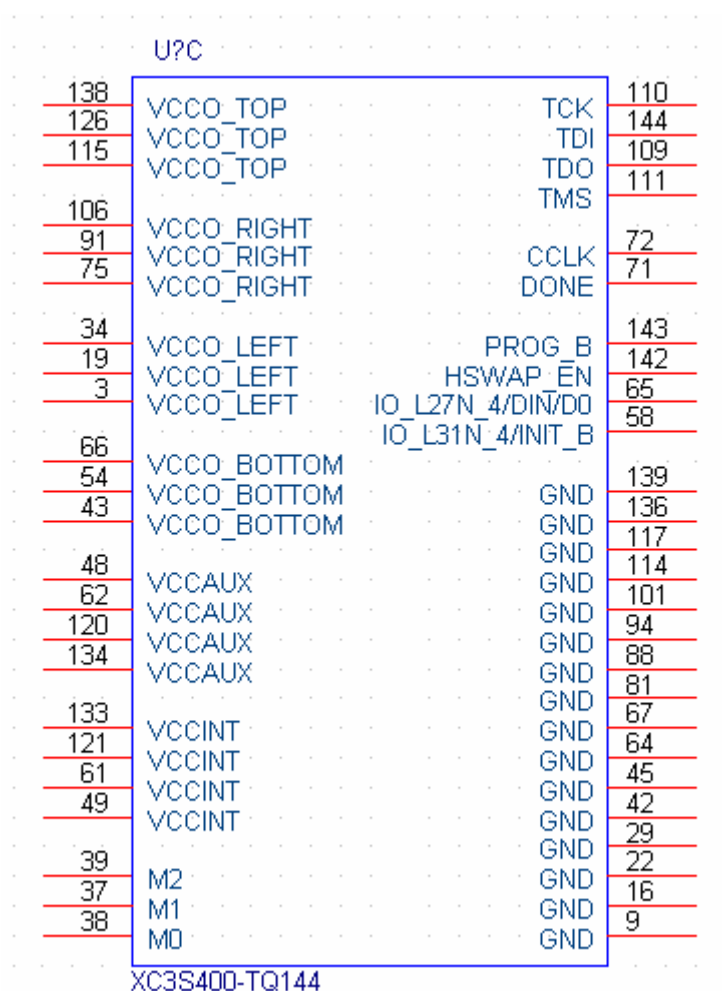 U?C
138 VCCO_TOP TCK 110
126 VCCO_TOP TDI 144
115 VCCO_TOP TDO 109
TMS 111
106 VCCO_RIGHT
91 VCCO_RIGHT CCLK 72
75 VCCO_RIGHT DONE 71
34 VCCO_LEFT PROG_B 143
19 VCCO_LEFT HSWAP_EN 142
3 VCCO_LEFT IO_L27N_4/DIN/D0 65
IO_L31N_4/INIT_B 58
66 VCCO_BOTTOM
54 VCCO_BOTTOM GND 139
43 VCCO_BOTTOM GND 136
GND 117
48 VCCAUX GND 114
62 VCCAUX GND 101
120 VCCAUX GND 94
134 VCCAUX GND 88
GND 81
133 VCCINT GND 67
121 VCCINT GND 64
61 VCCINT GND 45
49 VCCINT GND 42
GND 29
39 M2 GND 22
37 M1 GND 16
38 M0 GND 9
XC3S400-TQ144